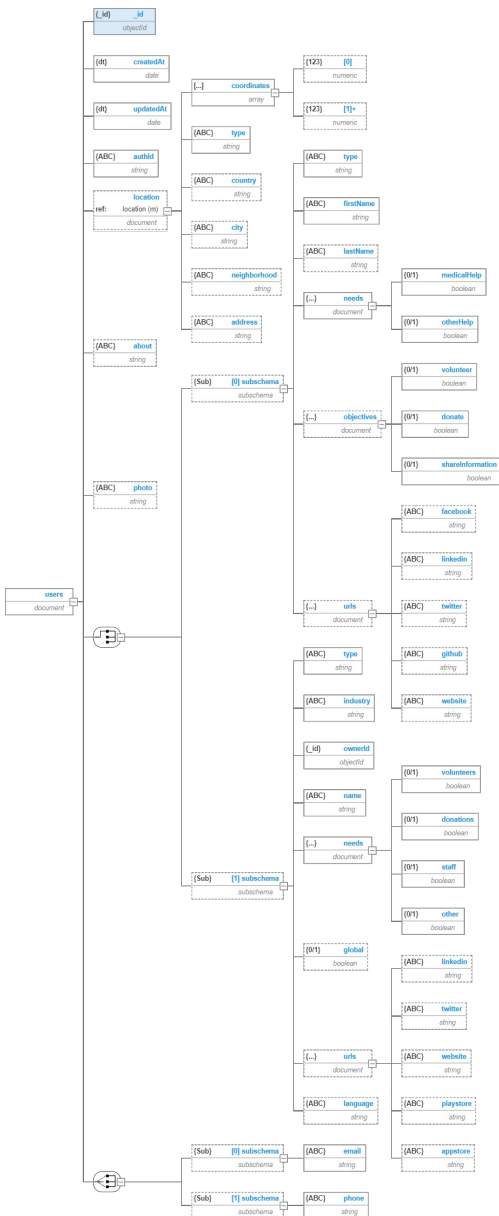 {_id} _id
objectId
{dt} createdAt
date
{dt} updatedAt
date
{ABC} authId
string
location
ref: location (m)
document
[...] coordinates
array
{123} [0]
numeric
{123} [1]+
numeric
{ABC} type
string
{ABC} country
string
{ABC} city
string
{ABC} neighborhood
string
{ABC} address
string
{ABC} about
string
{ABC} photo
string
users
document
{Sub} [0] subschema
subschema
{ABC} type
string
{ABC} firstName
string
{ABC} lastName
string
{...} needs
document
{0/1} medicalHelp
boolean
{0/1} otherHelp
boolean
{...} objectives
document
{0/1} volunteer
boolean
{0/1} donate
boolean
{0/1} shareInformation
boolean
{...} urls
document
{ABC} facebook
string
{ABC} linkedin
string
{ABC} twitter
string
{ABC} github
string
{ABC} website
string
{Sub} [1] subschema
subschema
{ABC} type
string
{ABC} industry
string
{_id} ownerId
objectId
{ABC} name
string
{...} needs
document
{0/1} volunteers
boolean
{0/1} donations
boolean
{0/1} staff
boolean
{0/1} other
boolean
{0/1} global
boolean
{...} urls
document
{ABC} linkedin
string
{ABC} twitter
string
{ABC} website
string
{ABC} playstore
string
{ABC} appstore
string
{ABC} language
string
{Sub} [0] subschema
subschema
{ABC} email
string
{Sub} [1] subschema
subschema
{ABC} phone
string